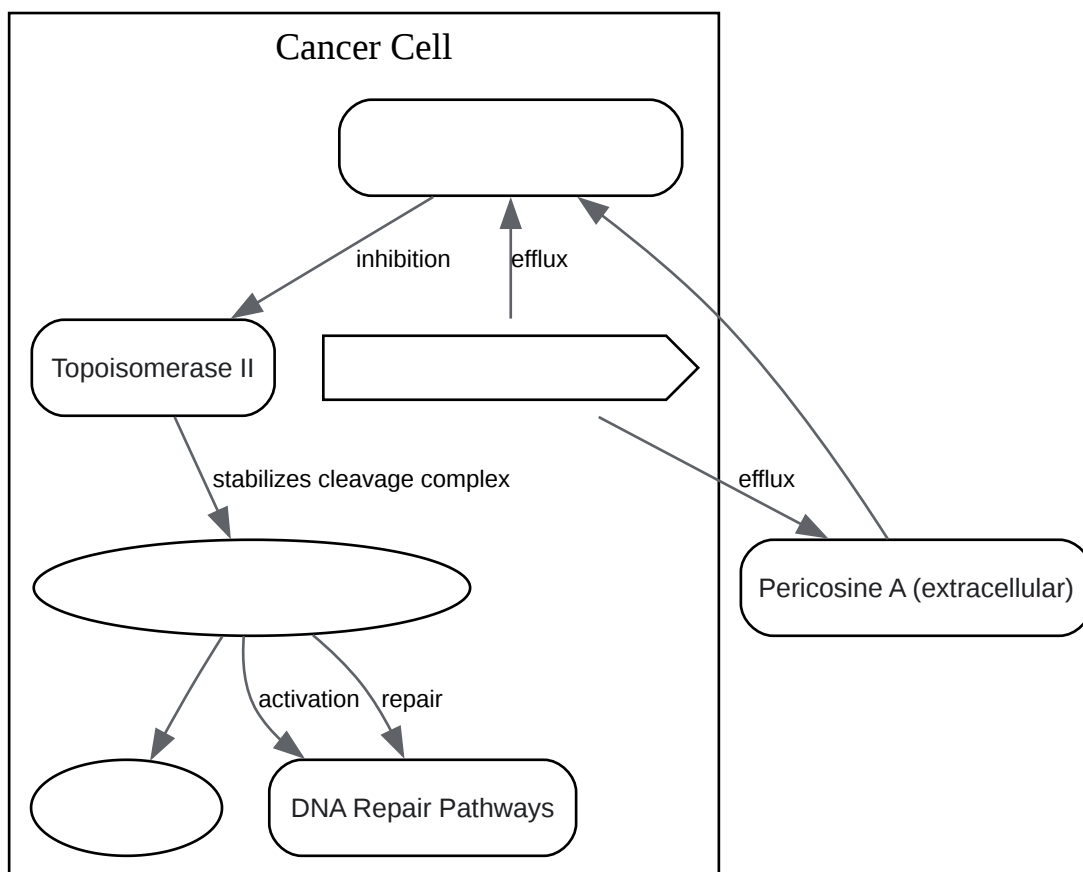 Cancer Cell
inhibition
efflux
Topoisomerase II
stabilizes cleavage complex
efflux
Pericosine A (extracellular)
activation
repair
DNA Repair Pathways